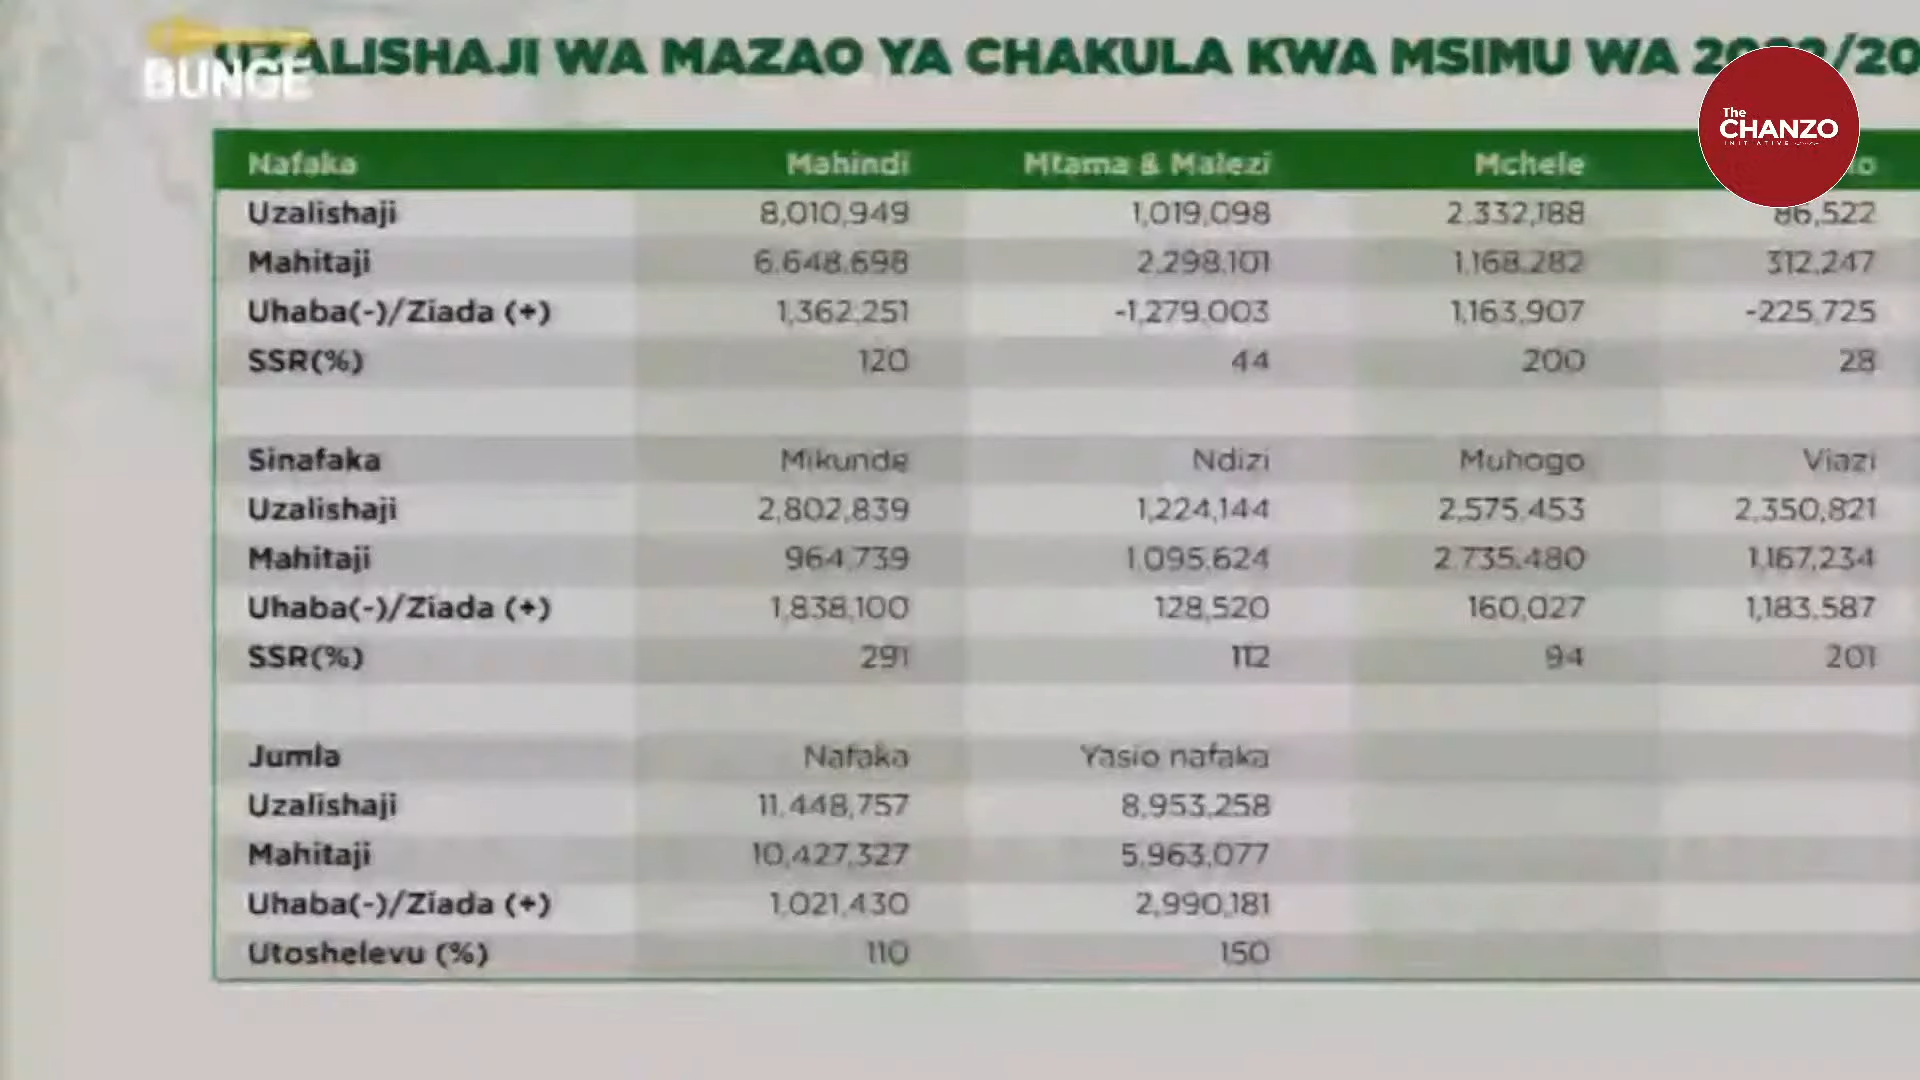 UZALISHAJI WA MAZAO YA CHAKULA KWA MSIMU WA
BUNGE
The
CHANZO
INITIATIVE
Nafaka Mahindi Mtama & Malezi Mchele
Uzalishaji 8,010,949 1,019,098 2.332,188 86,522
Mahitaji 6.648.698 2.298.101 1.168.282 312.247
Uhaba(-)/Ziada (+) 1,362,251 -1,279.003 1,163,907 -225,725
SSR(%) 120 44 200 28
Sinafaka Mikunde Ndizi Muhogo Viazi
Uzalishaji 2,802,839 1,224,144 2,575,453 2,350,821
Mahitaji 964,739 1.095.624 2.735.480 1,167,234
Uhaba(-)/Ziada (+) 1,838,100 128,520 160,027 1,183,587
SSR(%) 291 112 94 201
Jumla Nafaka Yasio nafaka
Uzalishaji 11,448,757 8,953,258
Mahitaji 10,427,327 5,963,077
Uhaba(-)/Ziada (+) 1,021,430 2,990,181
Utoshelevu (%) 110 150